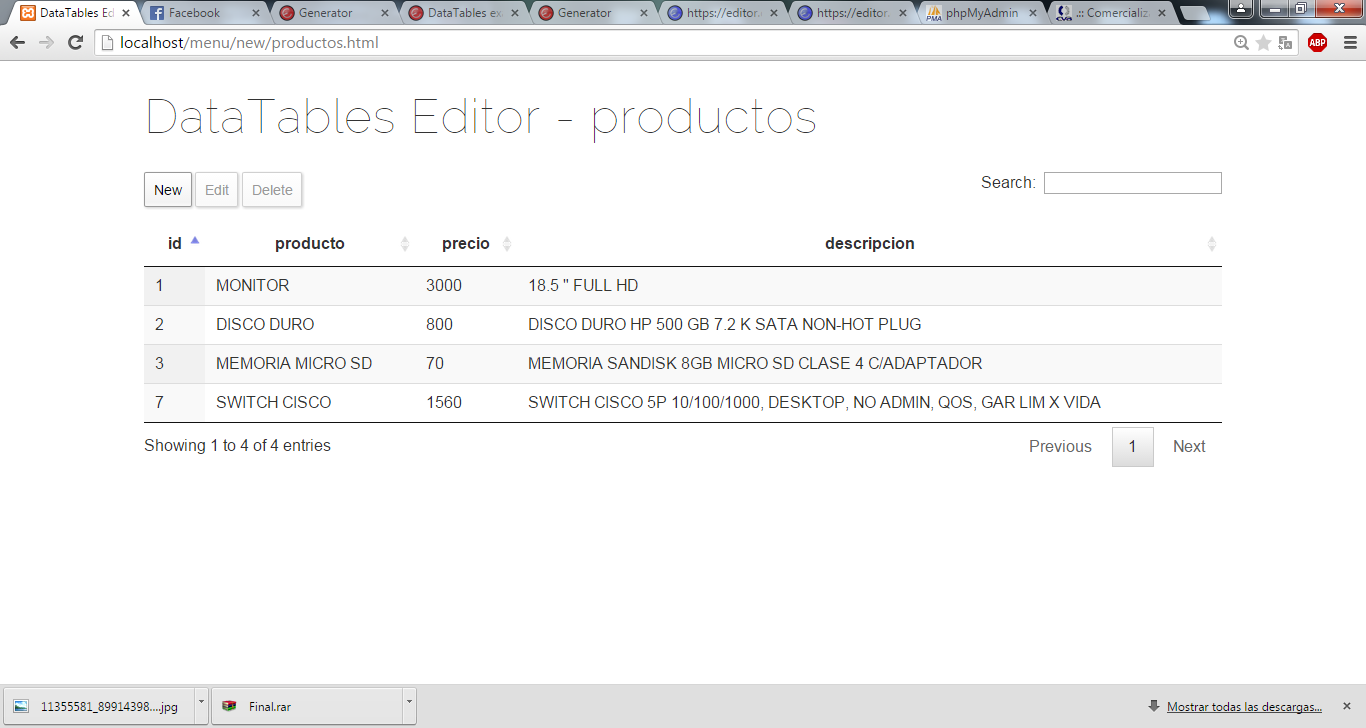 DataTables Ed
Facebook
Generator
DataTables ex
Generator
https://editor.
https://editor.
phpMyAdmin
.:: Comercializ
localhost/menu/new/productos.html
ABP
DataTables Editor - productos
New Edit Delete
Search:
id producto precio descripcion
1 MONITOR 3000 18.5 " FULL HD
2 DISCO DURO 800 DISCO DURO HP 500 GB 7.2 K SATA NON-HOT PLUG
3 MEMORIA MICRO SD 70 MEMORIA SANDISK 8GB MICRO SD CLASE 4 C/ADAPTADOR
7 SWITCH CISCO 1560 SWITCH CISCO 5P 10/100/1000, DESKTOP, NO ADMIN, QOS, GAR LIM X VIDA
Showing 1 to 4 of 4 entries
Previous 1 Next
11355581_89914398....jpg
Final.rar
Mostrar todas las descargas...